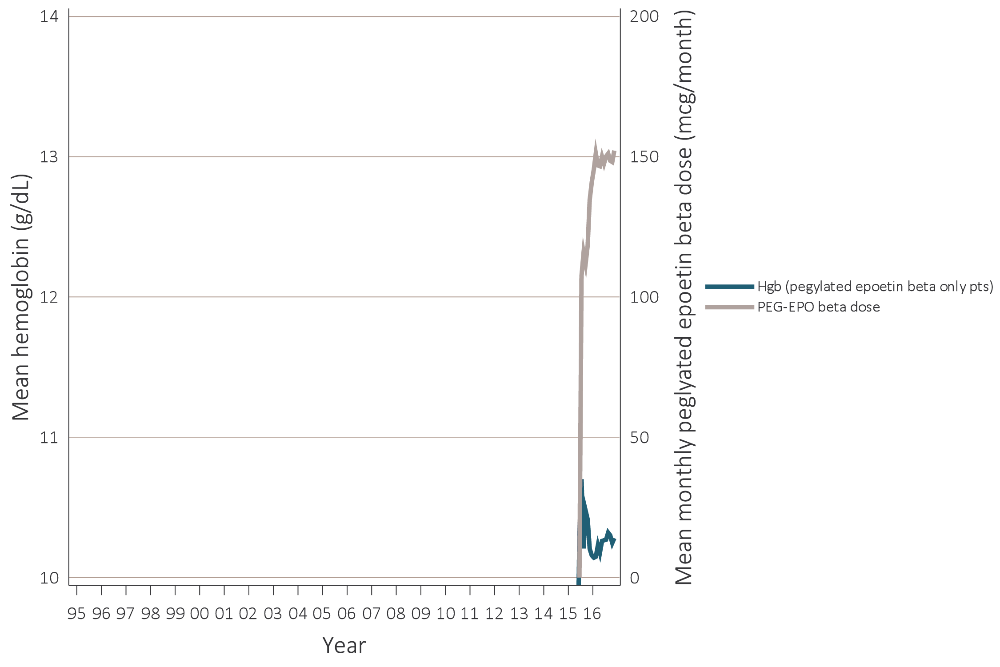 14
13
12
11
10
Mean hemoglobin (g/dL)
200
150
100
50
0
Mean monthly peglyated epoetin beta dose (mcg/month)
Hgb (pegylated epoetin beta only pts)
PEG-EPO beta dose
95 96 97 98 99 00 01 02 03 04 05 06 07 08 09 10 11 12 13 14 15 16
Year